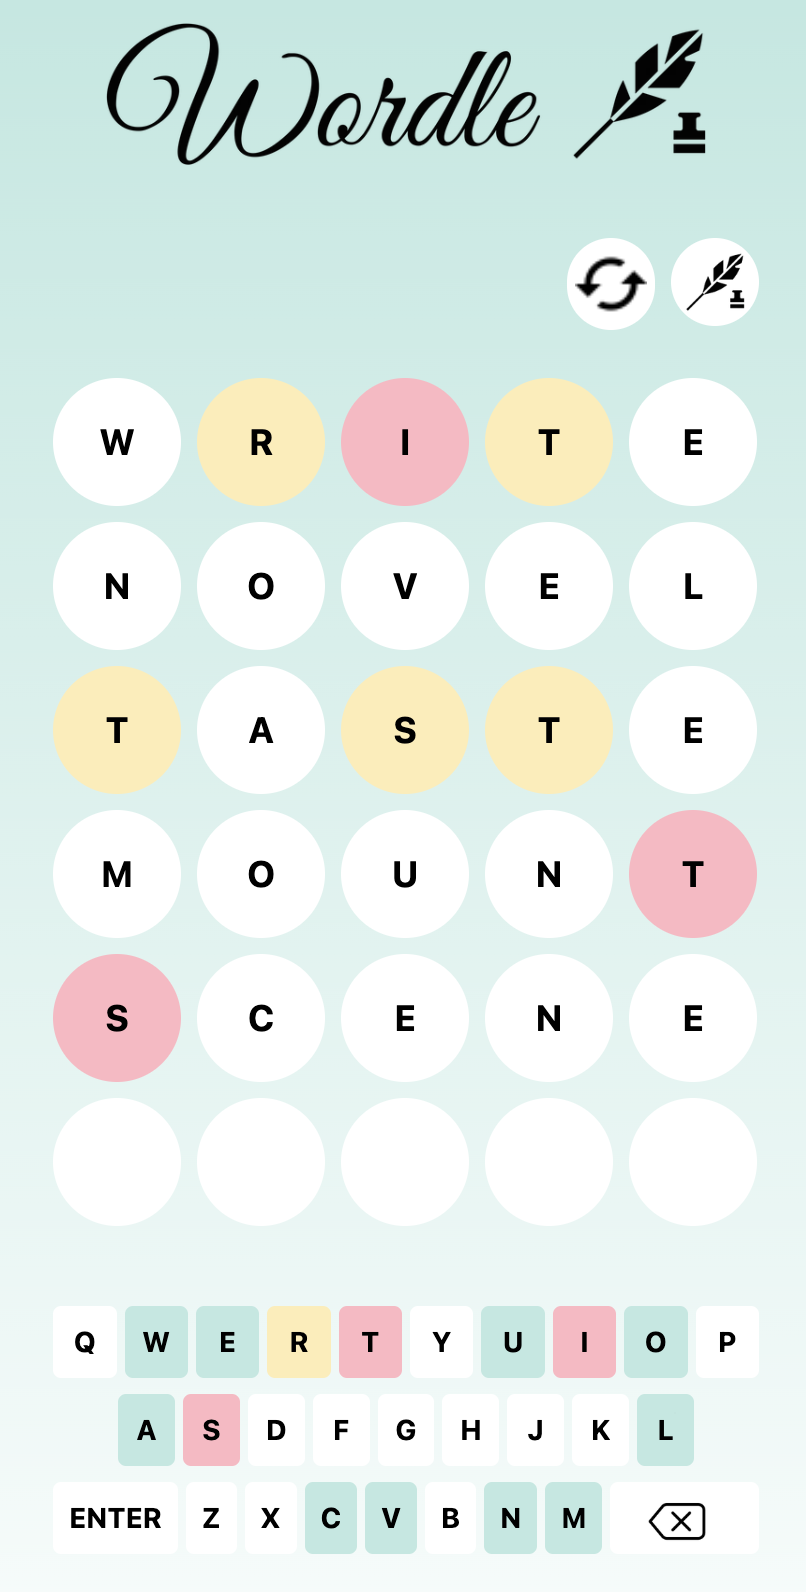 Wordle
W R I T E
N O V E L
T A S T E
M O U N T
S C E N E
Q W E R T Y U I O P
A S D F G H J K L
ENTER Z X C V B N M